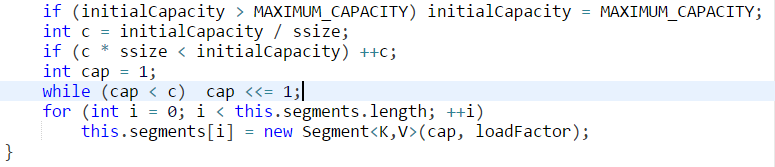 if (initialCapacity > MAXIMUM_CAPACITY) initialCapacity = MAXIMUM_CAPACITY;
int c = initialCapacity / ssize;
if (c * ssize < initialCapacity) ++c;
int cap = 1;
while (cap < c)  cap <<= 1;
for (int i = 0; i < this.segments.length; ++i)
    this.segments[i] = new Segment<K,V>(cap, loadFactor);
}